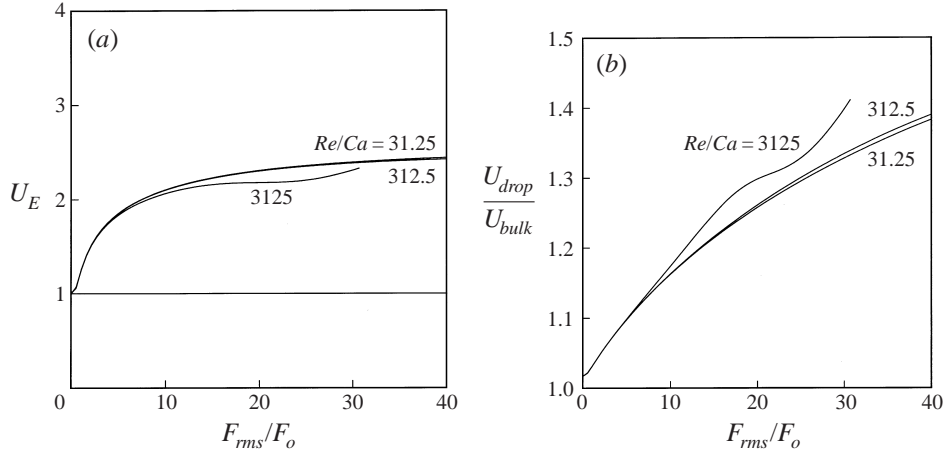 (a)
4
3
2
1
0
10
20
30
40
U_E
F_rms/F_o
Re/Ca = 31.25
312.5
3125
(b)
1.5
1.4
1.3
1.2
1.1
1.0
0
10
20
30
40
U_drop
U_bulk
F_rms/F_o
Re/Ca = 3125
312.5
31.25